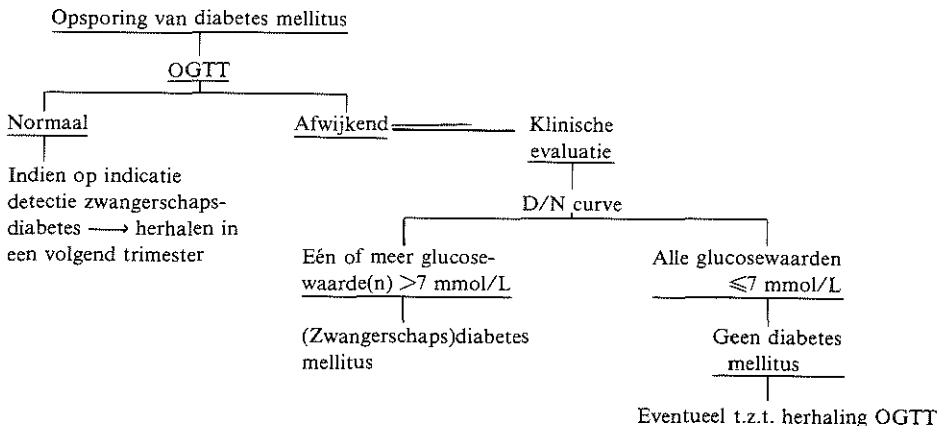 Opsporing van diabetes mellitus
OGTT
Normaal
Afwijkend
Klinische
evaluatie
Indien op indicatie
detectie zwangerschaps-
diabetes ⟶ herhalen in
een volgend trimester
D/N curve
Eén of meer glucose-
waarde(n) >7 mmol/L
Alle glucosewaarden
⩽7 mmol/L
(Zwangerschaps)diabetes
mellitus
Geen diabetes
mellitus
Eventueel t.z.t. herhaling OGTT